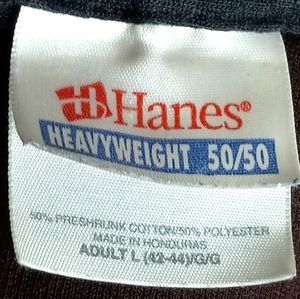 Hanes®
HEAVYWEIGHT 50/50
50% PRESHRUNK COTTON/50% POLYESTER
MADE IN HONDURAS
ADULT L (42-44)/G/G